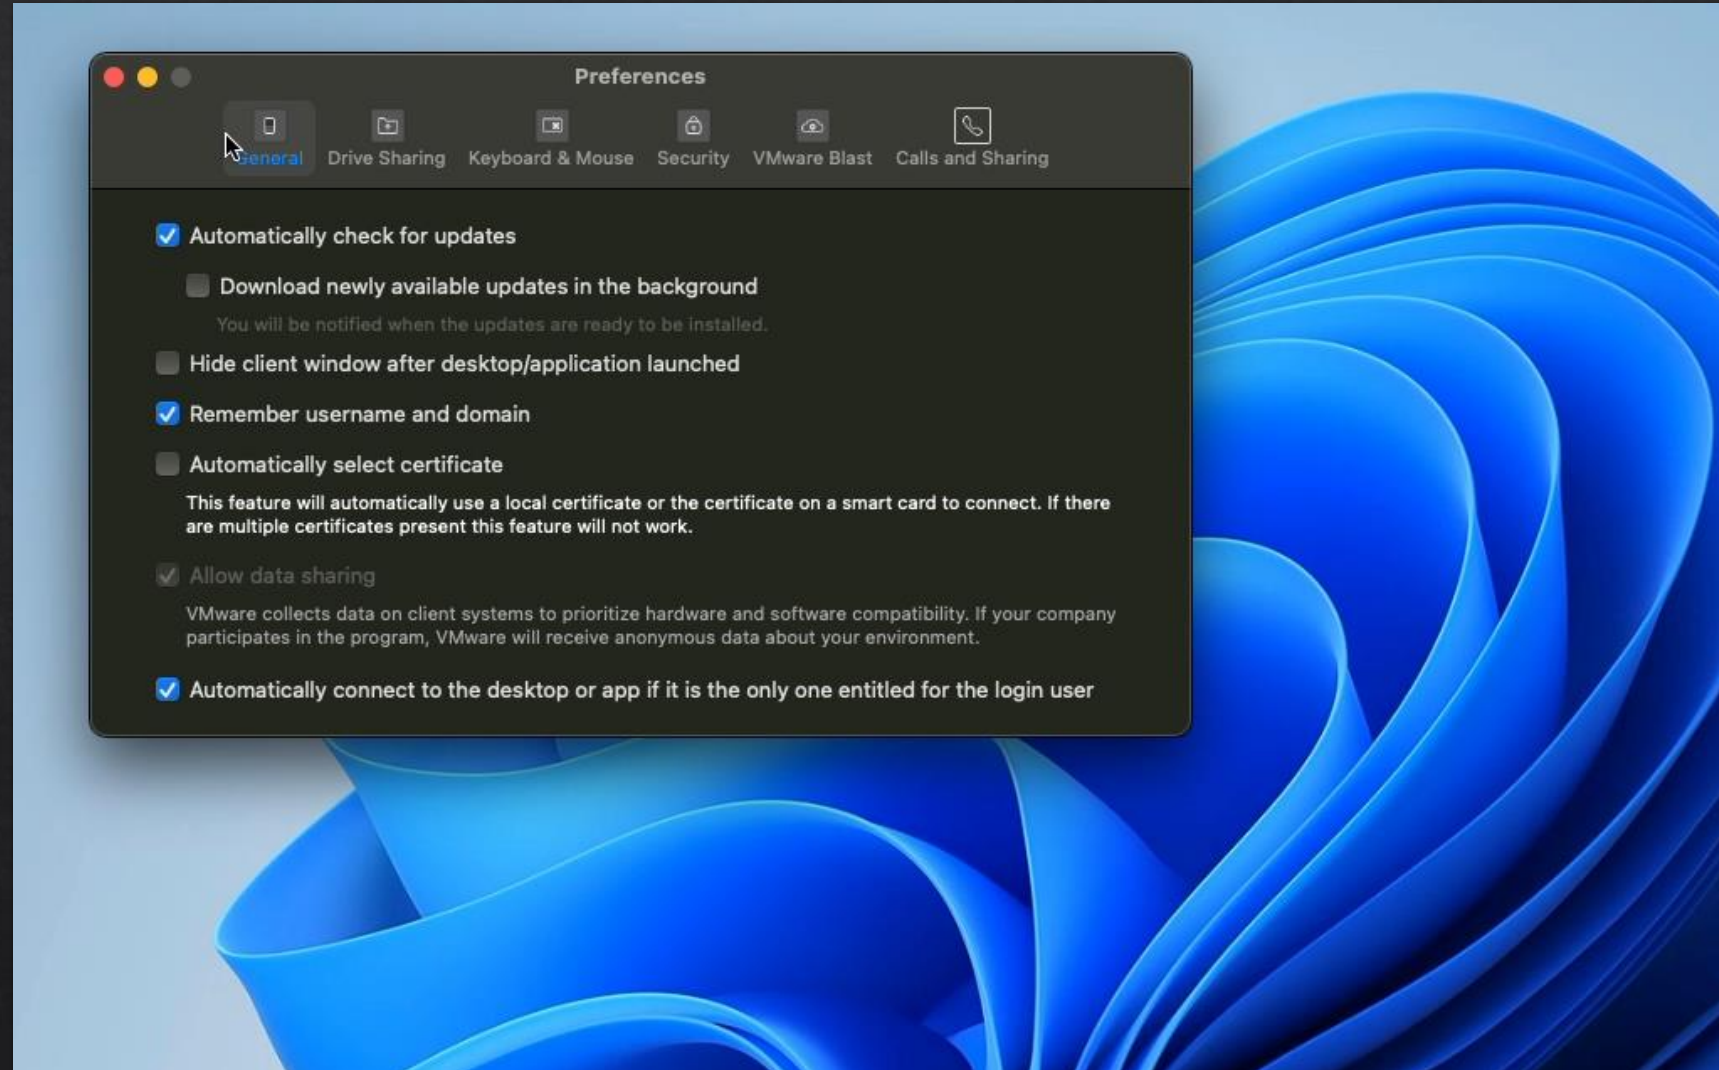 Preferences
General
Drive Sharing
Keyboard & Mouse
Security
VMware Blast
Calls and Sharing
Automatically check for updates
Download newly available updates in the background
You will be notified when the updates are ready to be installed.
Hide client window after desktop/application launched
Remember username and domain
Automatically select certificate
This feature will automatically use a local certificate or the certificate on a smart card to connect. If there
are multiple certificates present this feature will not work.
Allow data sharing
VMware collects data on client systems to prioritize hardware and software compatibility. If your company
participates in the program, VMware will receive anonymous data about your environment.
Automatically connect to the desktop or app if it is the only one entitled for the login user